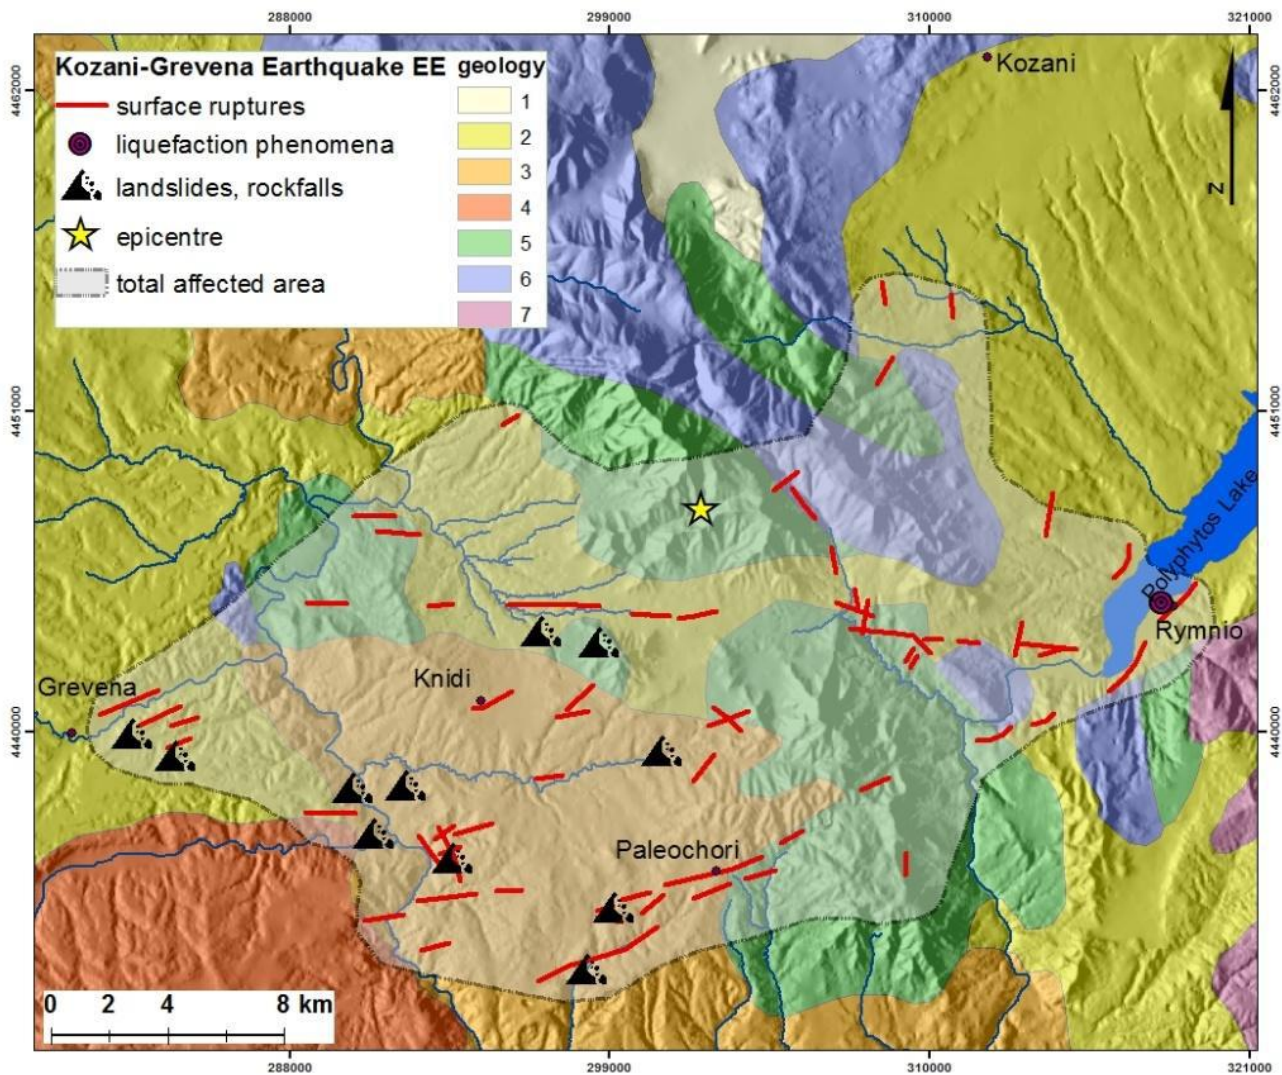 288000
299000
310000
321000
Kozani-Grevena Earthquake EE
surface ruptures
liquefaction phenomena
landslides, rockfalls
epicentre
total affected area
geology
1
2
3
4
5
6
7
Kozani
N
4462000
4462000
4451000
4451000
4440000
4440000
Polyphytos Lake
Rymnio
Grevena
Knidi
Paleochori
0 2 4 8 km
288000
299000
310000
321000